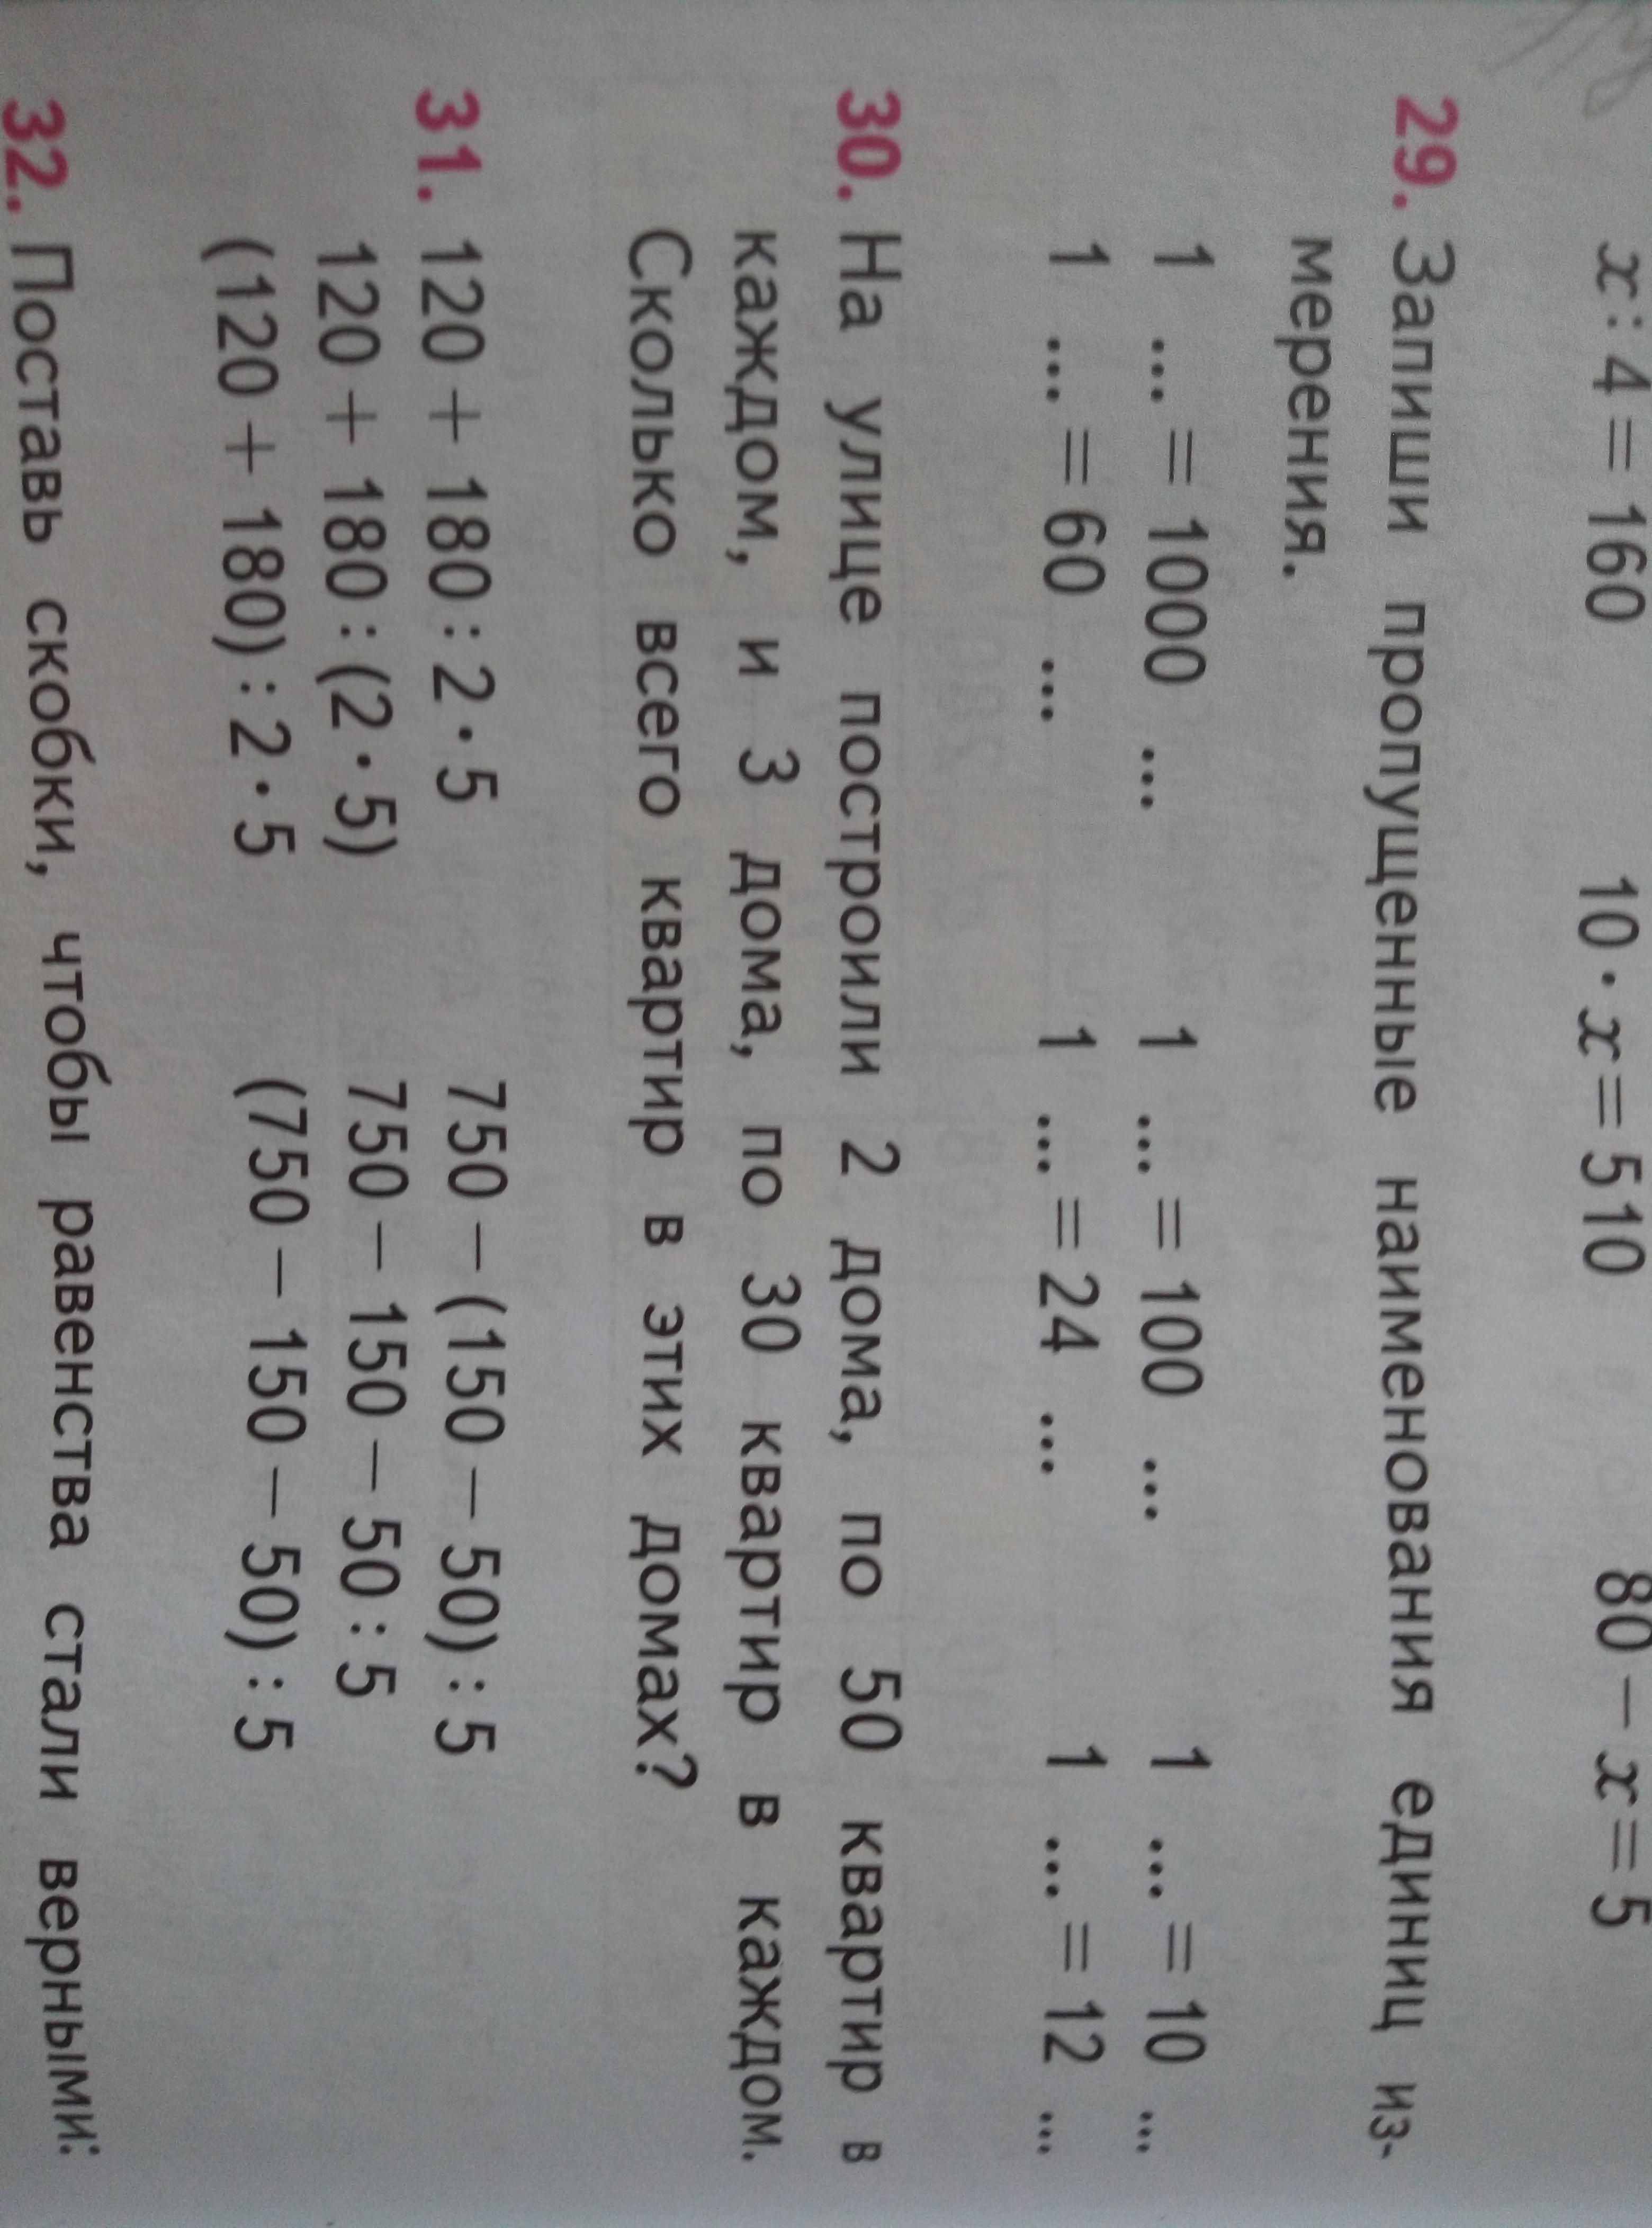 x : 4 = 160 10 · x = 510 80 − x = 5
29. Запиши пропущенные наименования единиц из-
мерения.
1 ... = 1000 ... 1 ... = 100 ... 1 ... = 10 ...
1 ... = 60 ... 1 ... = 24 ... 1 ... = 12 ...
30. На улице построили 2 дома, по 50 квартир в
каждом, и 3 дома, по 30 квартир в каждом.
Сколько всего квартир в этих домах?
31. 120 + 180 : 2 · 5 750 − (150 − 50) : 5
120 + 180 : (2 · 5) 750 − 150 − 50 : 5
(120 + 180) : 2 · 5 (750 − 150 − 50) : 5
32. Поставь скобки, чтобы равенства стали верными: